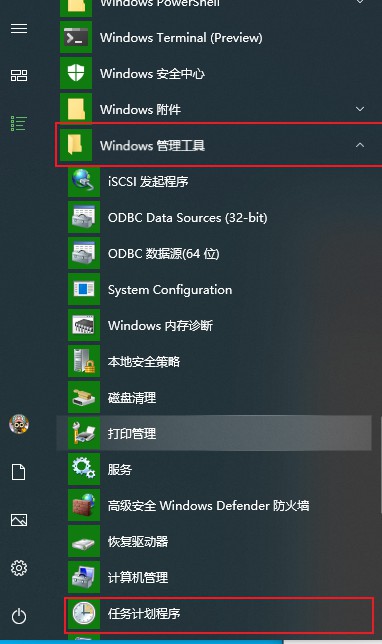 Windows PowerShell
Windows Terminal (Preview)
Windows 安全中心
Windows 附件
Windows 管理工具
iSCSI 发起程序
ODBC Data Sources (32-bit)
ODBC 数据源(64 位)
System Configuration
Windows 内存诊断
本地安全策略
磁盘清理
打印管理
服务
高级安全 Windows Defender 防火墙
恢复驱动器
计算机管理
任务计划程序